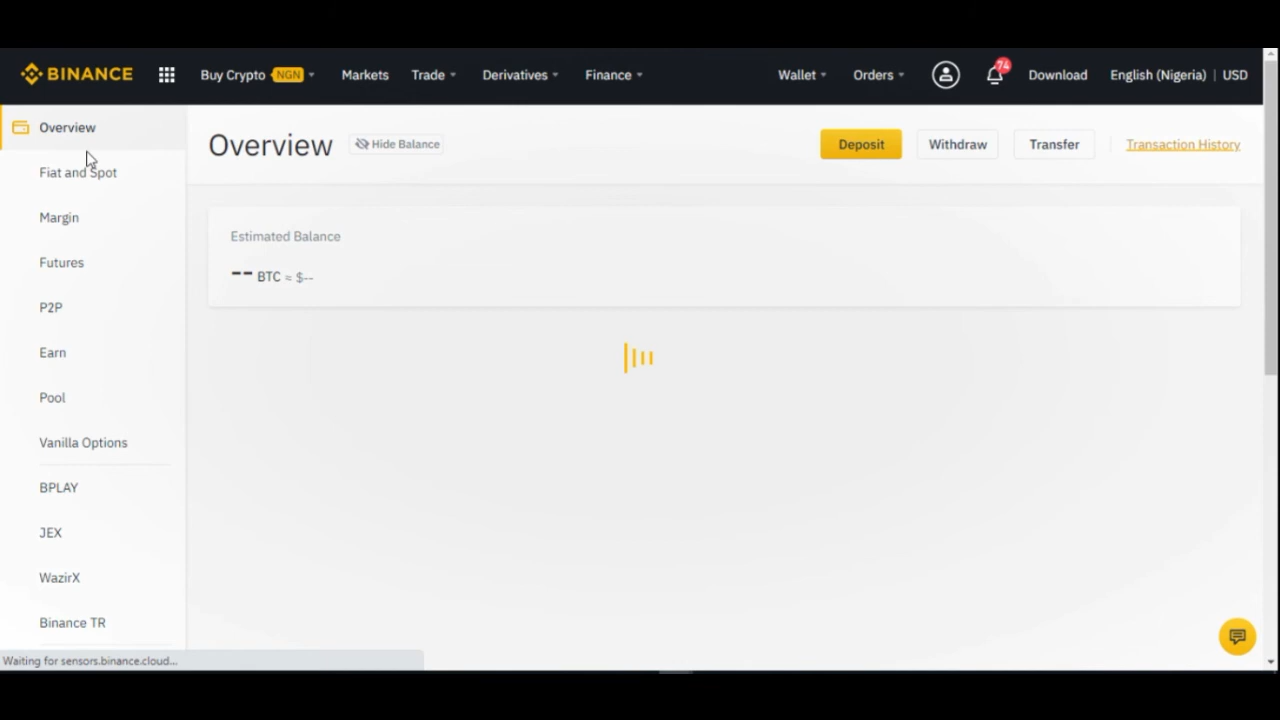 BINANCE Buy Crypto NGN Markets Trade Derivatives Finance Wallet Orders 74 Download English (Nigeria) | USD
Overview
Fiat and Spot
Margin
Futures
P2P
Earn
Pool
Vanilla Options
BPLAY
JEX
WazirX
Binance TR
Overview Hide Balance Deposit Withdraw Transfer Transaction History
Estimated Balance
-- BTC ≈ $--
Waiting for sensors.binance.cloud...